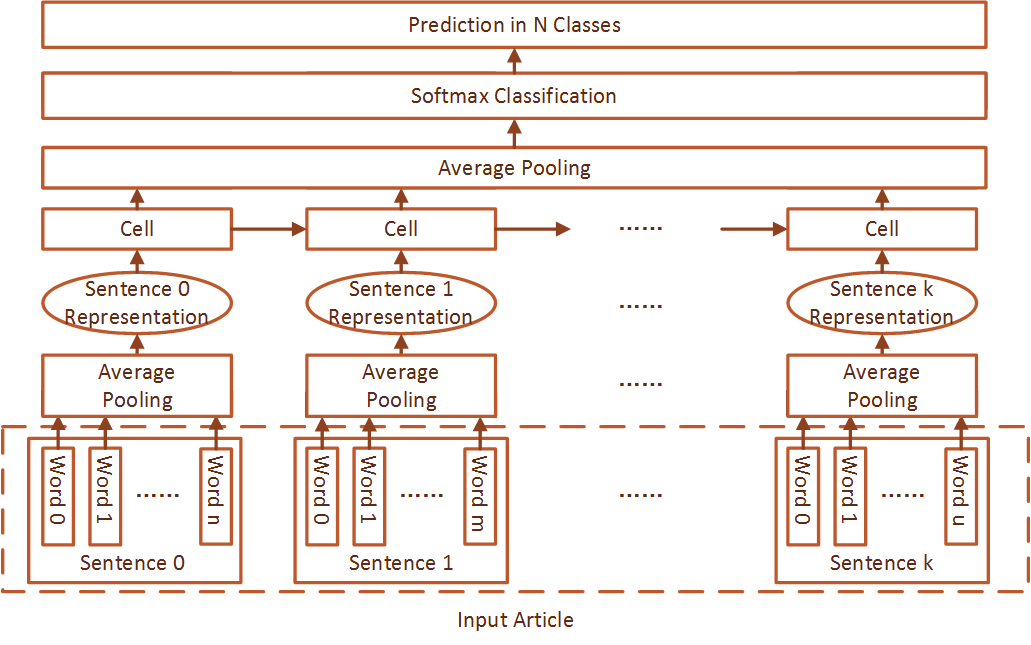 Prediction in N Classes
Softmax Classification
Average Pooling
Cell
Cell
......
Cell
Sentence 0
Representation
Sentence 1
Representation
......
Sentence k
Representation
Average
Pooling
Average
Pooling
......
Average
Pooling
Word 0
Word 1
......
Word n
Sentence 0
Word 0
Word 1
......
Word m
Sentence 1
......
Word 0
Word 1
......
Word u
Sentence k
Input Article